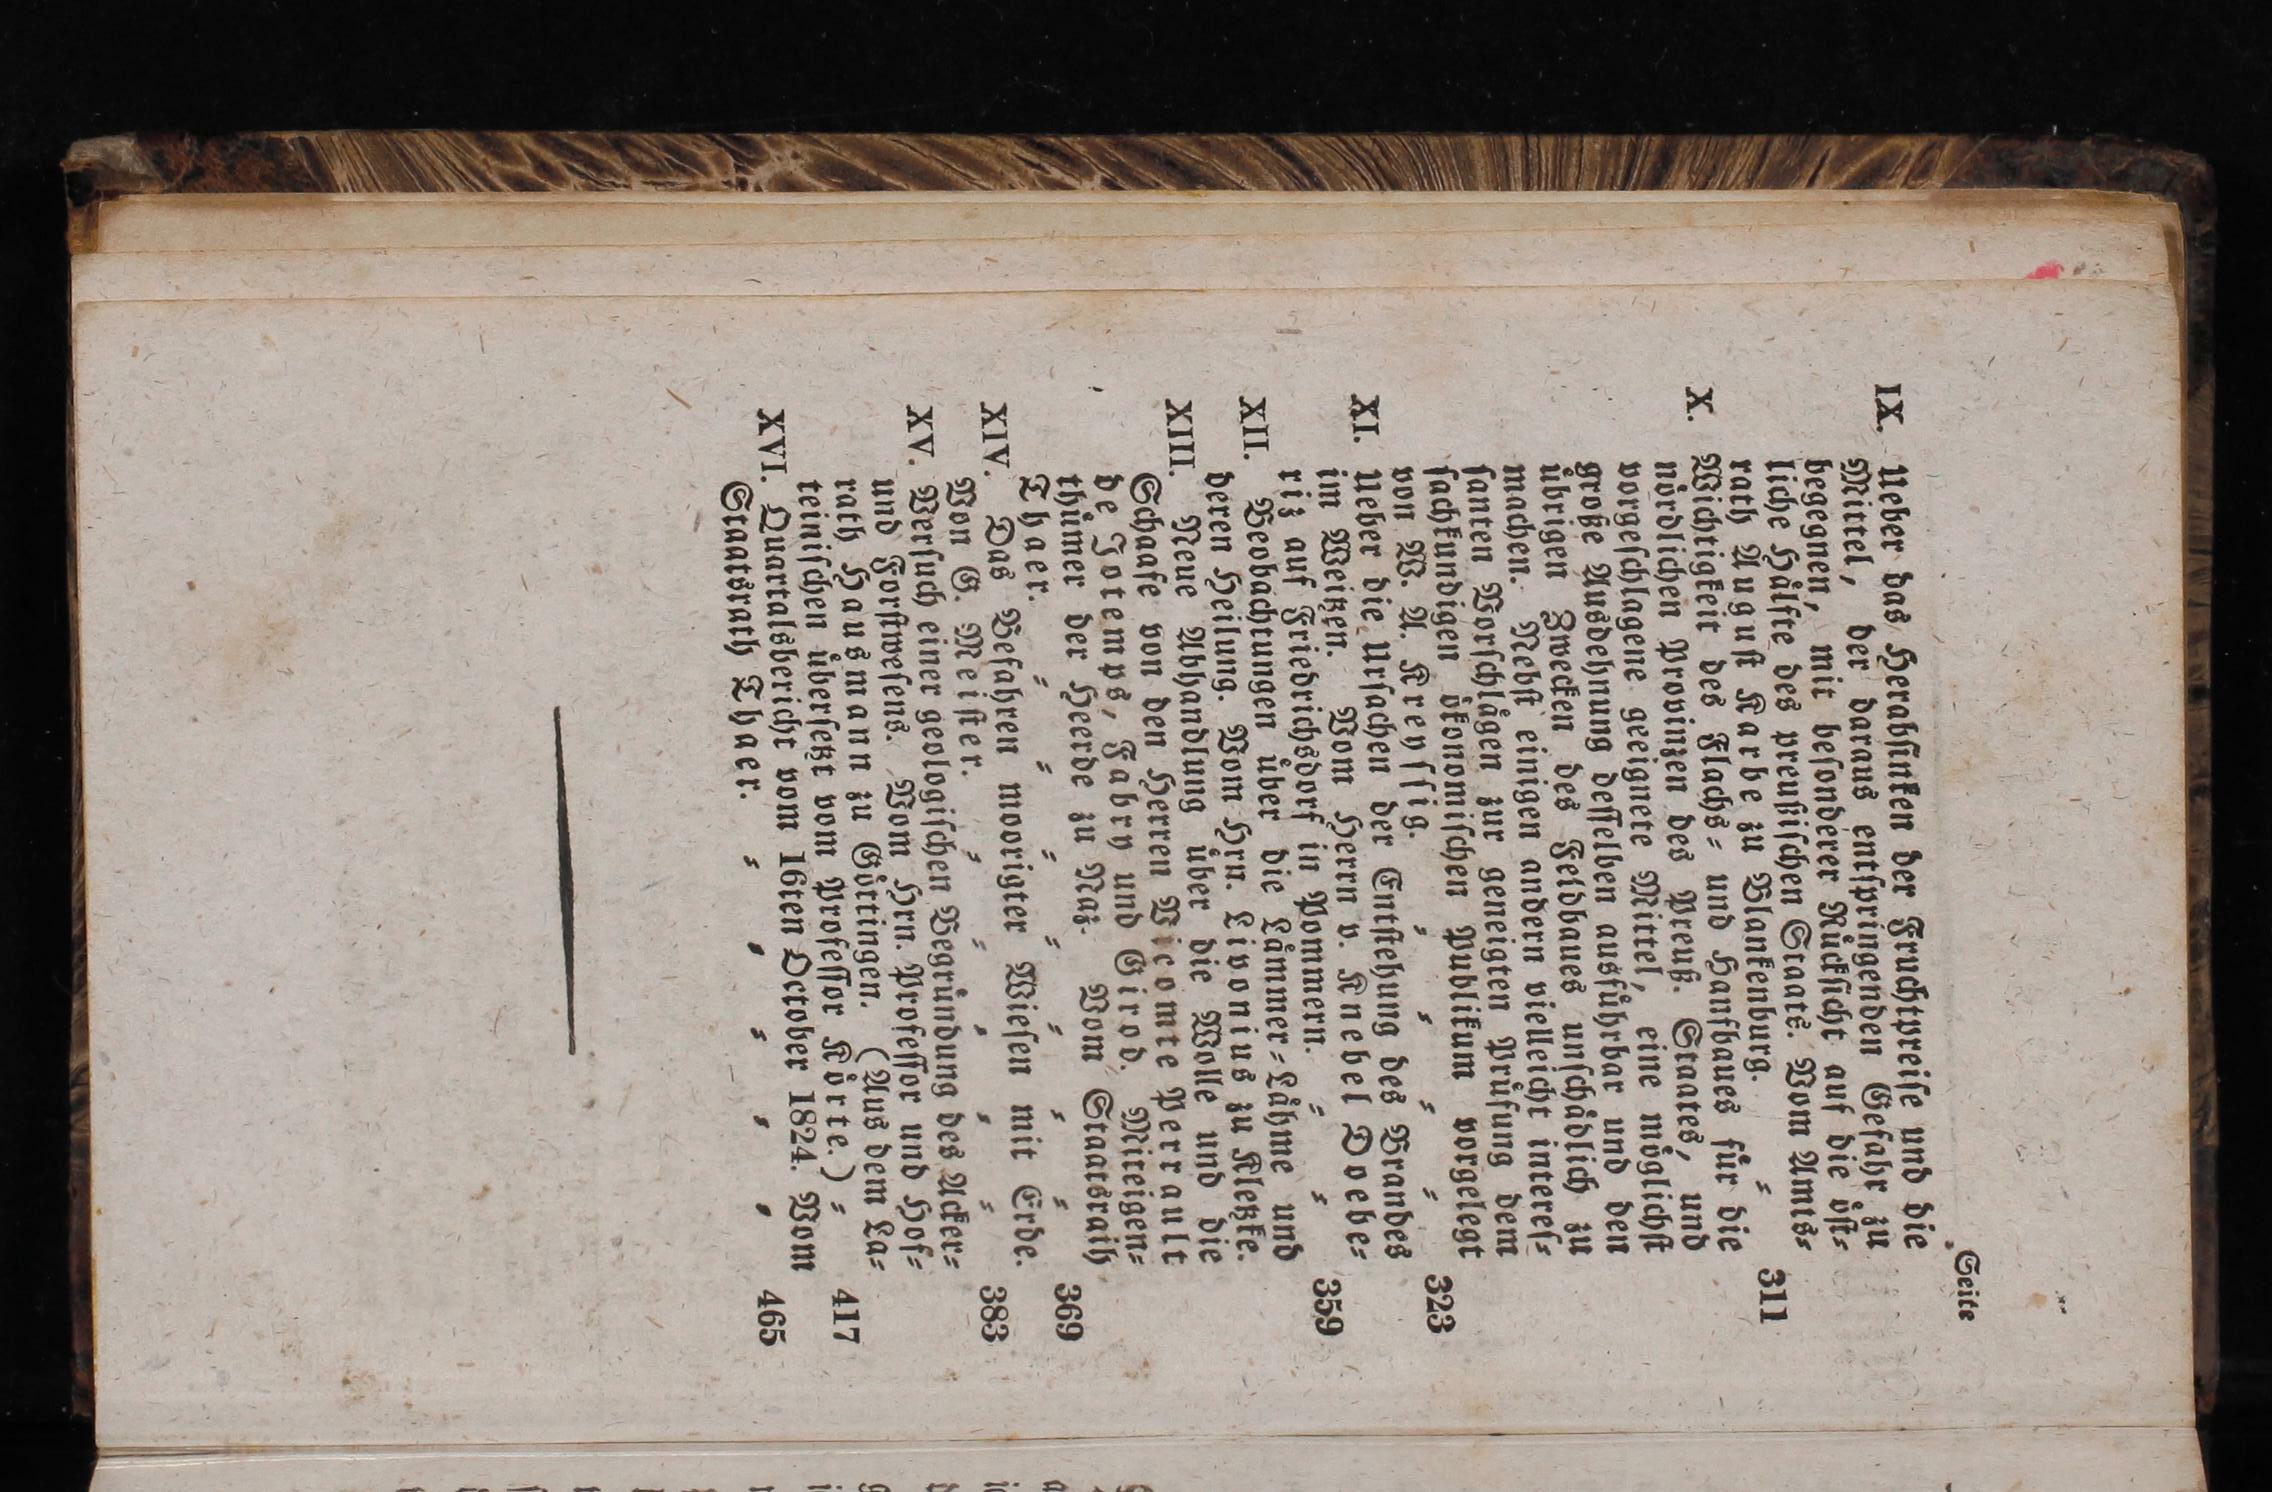 Seite
IX. Ueber das Herabsinken der Fruchtpreise und die
Mittel, der daraus entspringenden Gefahr zu
begegnen, mit besonderer Rücksicht auf die öst⸗
liche Hälfte des preußischen Staats. Vom Amts⸗
rath August Karbe zu Blankenburg. ⸗ 311
X. Wichtigkeit des Flachs⸗ und Hanfbaues für die
nördlichen Provinzen des Preuß. Staates, und
vorgeschlagene geeignete Mittel, eine möglichst
große Ausdehnung desselben ausführbar und den
übrigen Zwecken des Feldbaues unschädlich zu
machen. Nebst einigen andern vielleicht interes⸗
santen Vorschlägen zur geneigten Prüfung dem
sachkundigen ökonomischen Publikum vorgelegt
von W. A. Kreyssig. ⸗ ⸗ ⸗ ⸗ 323
XI. Ueber die Ursachen der Entstehung des Brandes
im Weitzen. Vom Herrn v. Knebel Doebe⸗
ritz auf Friedrichsdorf in Pommern. ⸗ ⸗ 359
XII. Beobachtungen über die Lämmer⸗Lähme und
deren Heilung. Vom Hrn. Livonius zu Kletzke.
XIII. Neue Abhandlung über die Wolle und die
Schaafe von den Herren Vicomte Perrault
de Jotemps, Fabry und Girod. Miteigen⸗
thümer der Heerde zu Naz. Vom Staatsrath
Thaer. ⸗ ⸗ ⸗ ⸗ ⸗ ⸗ ⸗ 369
XIV. Das Befahren moorigter Wiesen mit Erde.
Von G. Meister. ⸗ ⸗ ⸗ ⸗ ⸗ 383
XV. Versuch einer geologischen Begründung des Acker⸗
und Forstwesens. Vom Hrn. Professor und Hof⸗
rath Hausmann zu Göttingen. (Aus dem La⸗
teinischen übersetzt vom Professor Körte.) ⸗ 417
XVI. Quartalsbericht vom 16ten October 1824. Vom
Staatsrath Thaer. ⸗ ⸗ ⸗ ⸗ ⸗ 465